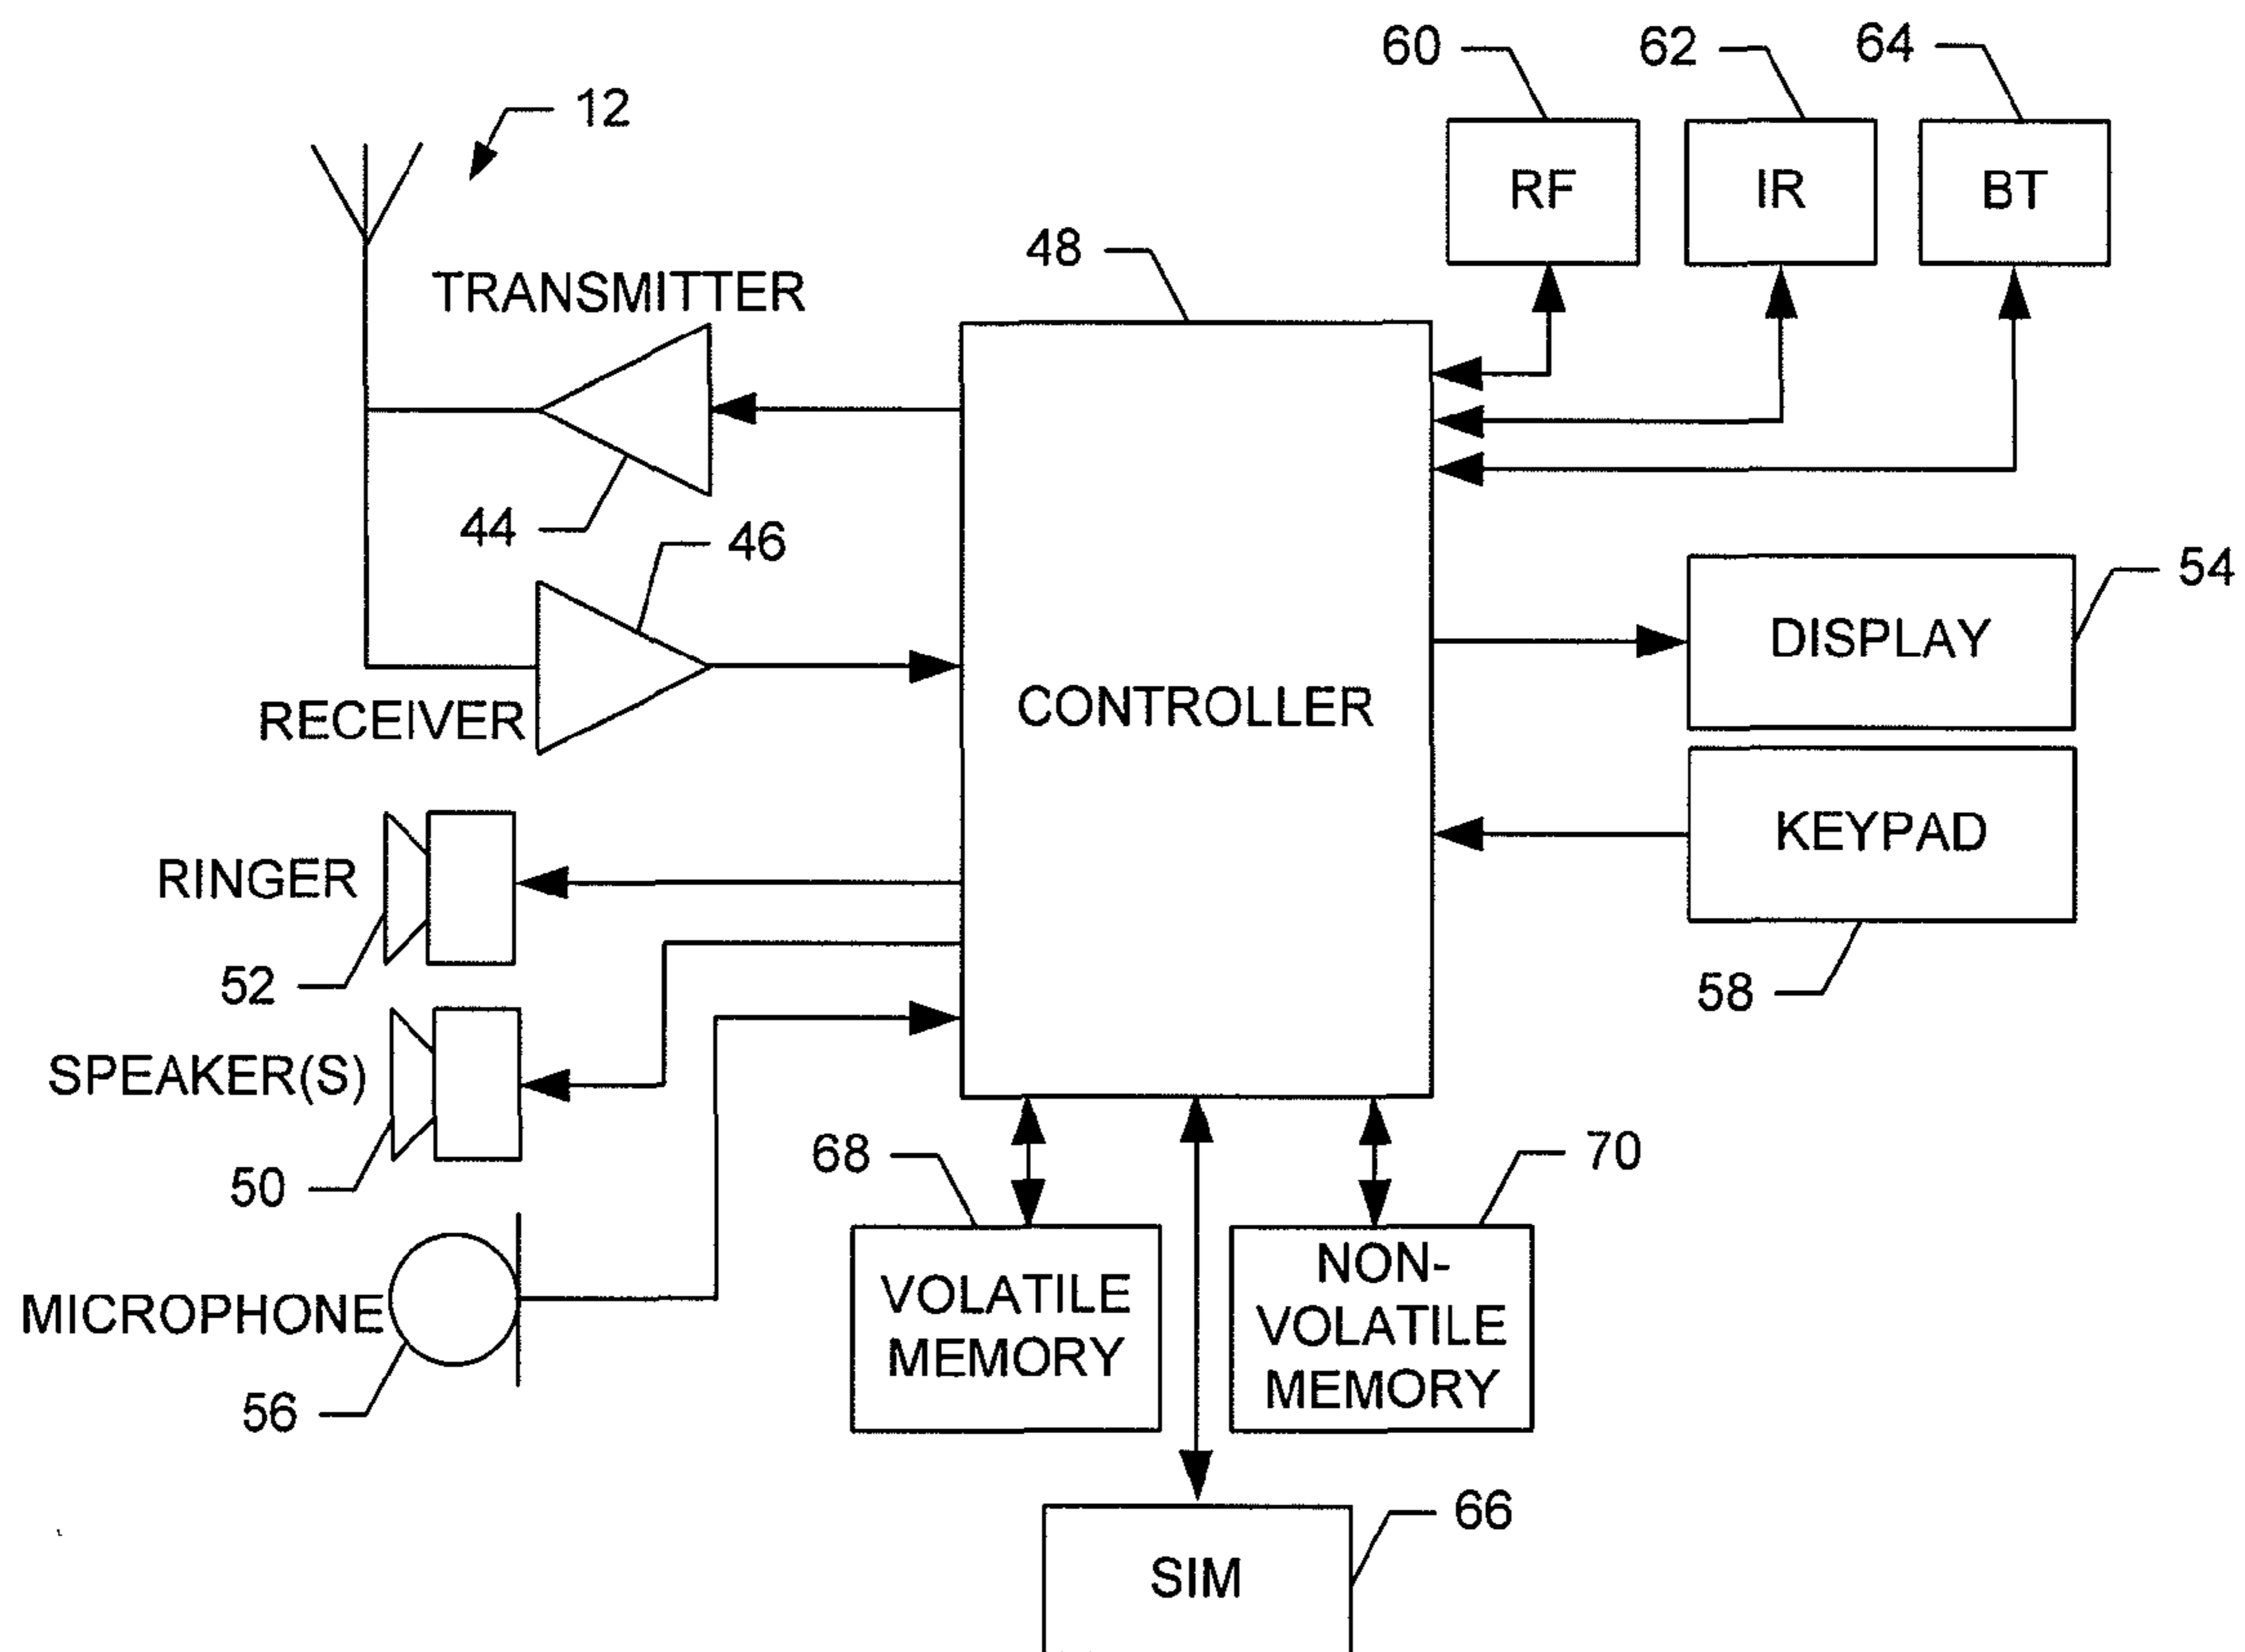 60
62
64
12
RF
IR
BT
48
TRANSMITTER
44
46
54
DISPLAY
CONTROLLER
RECEIVER
KEYPAD
RINGER
52
58
SPEAKER(S)
50
68
70
VOLATILE
MEMORY
NON-
VOLATILE
MEMORY
MICROPHONE
56
66
SIM